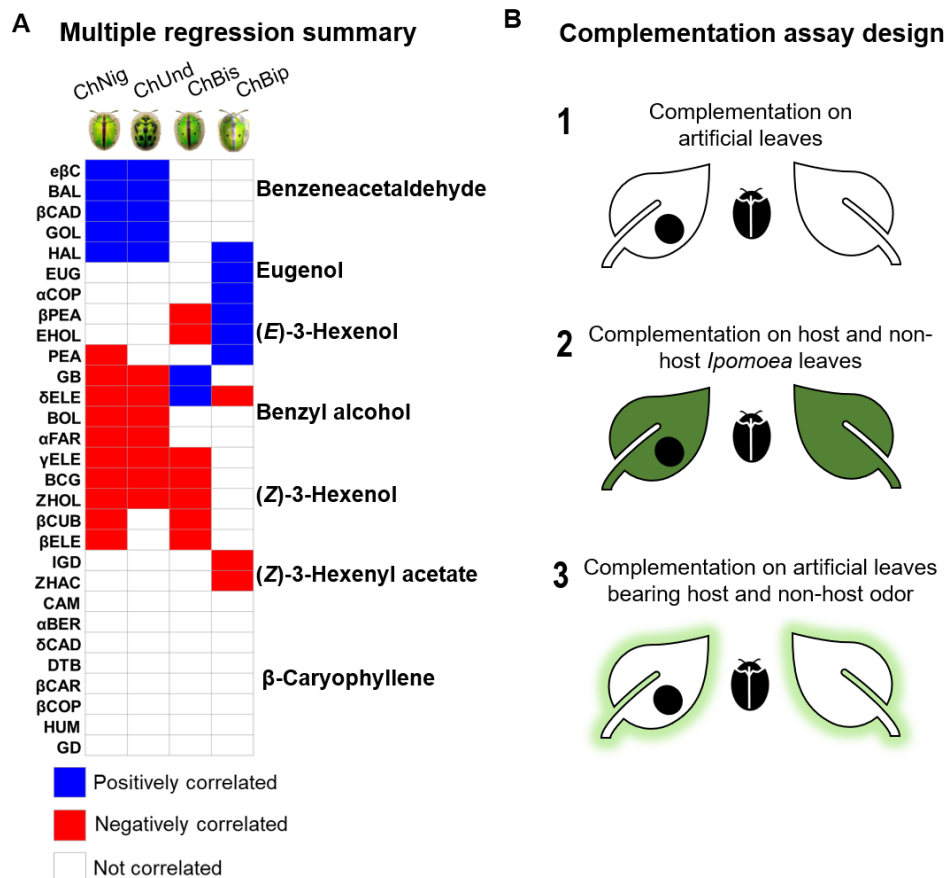 A
Multiple regression summary
ChNig
ChUnd
ChBis
ChBip
eβC
BAL
βCAD
GOL
HAL
EUG
αCOP
βPEA
EHOL
PEA
GB
δELE
BOL
αFAR
γELE
BCG
ZHOL
βCUB
βELE
IGD
ZHAC
CAM
αBER
δCAD
DTB
βCAR
βCOP
HUM
GD
Benzeneacetaldehyde
Eugenol
(E)-3-Hexenol
Benzyl alcohol
(Z)-3-Hexenol
(Z)-3-Hexenyl acetate
β-Caryophyllene
Positively correlated
Negatively correlated
Not correlated
B
Complementation assay design
1
Complementation on
artificial leaves
2
Complementation on host and non-
host Ipomoea leaves
3
Complementation on artificial leaves
bearing host and non-host odor